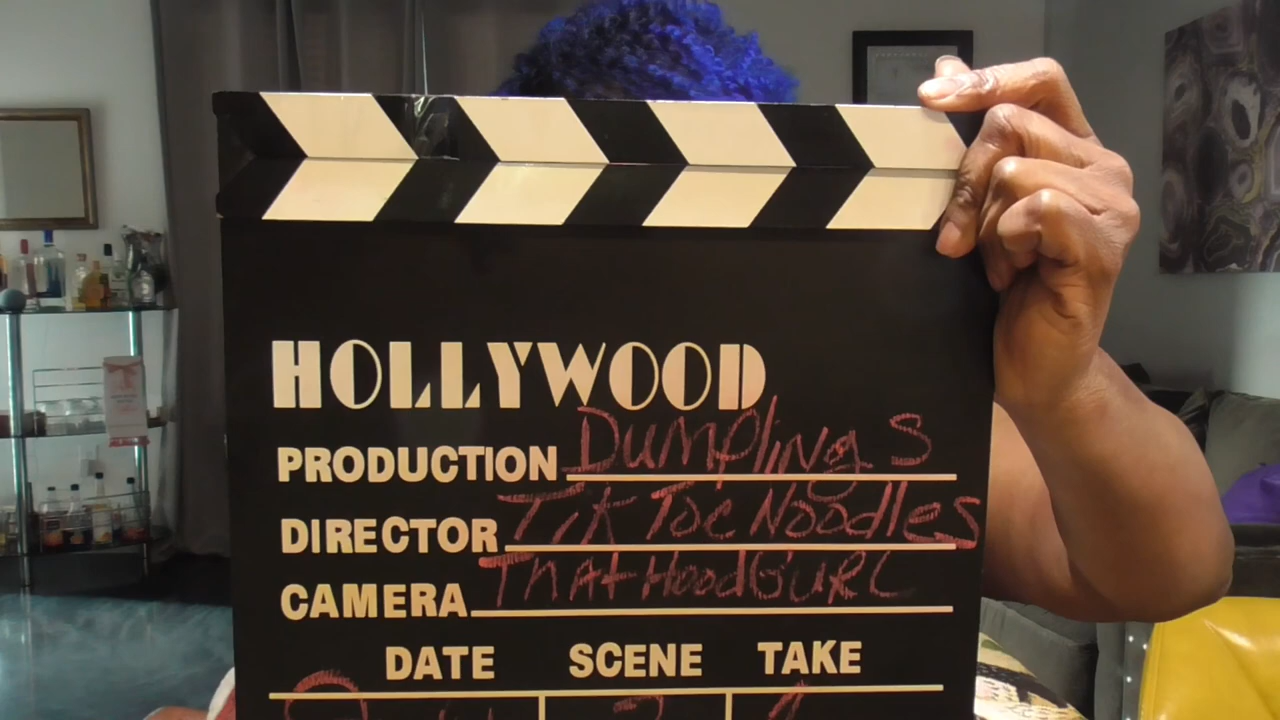 HOLLYWOOD
PRODUCTION Dumplings
DIRECTOR TikToc Noodles
CAMERA ThatHoodGURL
DATE SCENE TAKE